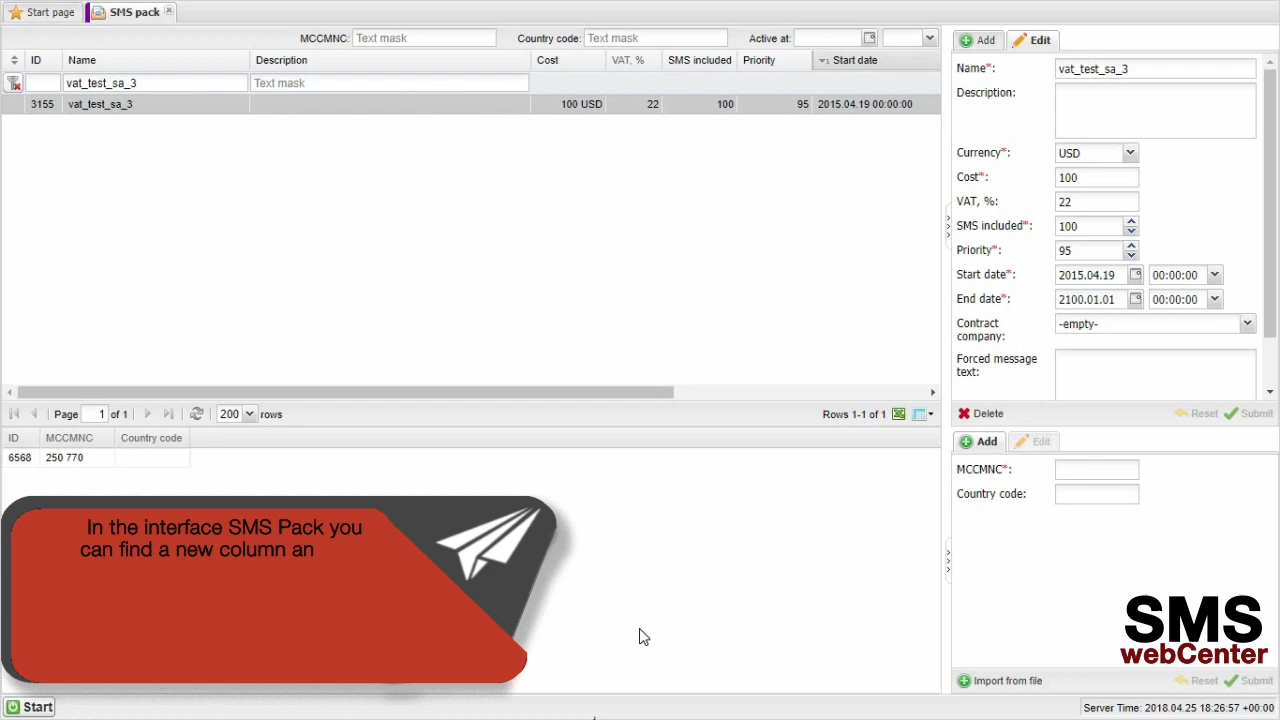 Start page
SMS pack
MCCMNC: Text mask Country code: Text mask Active at:
ID Name Description Cost VAT, % SMS included Priority Start date
vat_test_sa_3 Text mask
3155 vat_test_sa_3 100 USD 22 100 95 2015.04.19 00:00:00
Page 1 of 1 200 rows Rows 1-1 of 1
ID MCCMNC Country code
6568 250 770
In the interface SMS Pack you
can find a new column an
Add Edit
Name*: vat_test_sa_3
Description:
Currency*: USD
Cost*: 100
VAT, %: 22
SMS included*: 100
Priority*: 95
Start date*: 2015.04.19 00:00:00
End date*: 2100.01.01 00:00:00
Contract
company: -empty-
Forced message
text:
Delete Reset Submit
Add Edit
MCCMNC*:
Country code:
SMS
webCenter
Import from file Reset Submit
Start
Server Time: 2018.04.25 18:26:57 +00:00